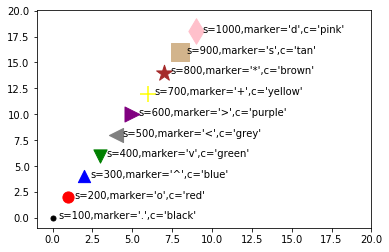 20.0
s=1000,marker='d',c='pink'
17.5
s=900,marker='s',c='tan'
15.0
s=800,marker='*',c='brown'
12.5
s=700,marker='+',c='yellow'
10.0
s=600,marker='>',c='purple'
7.5
s=500,marker='<',c='grey'
5.0
s=400,marker='v',c='green'
s=300,marker='^',c='blue'
2.5
s=200,marker='o',c='red'
0.0
s=100,marker='.',c='black'
0.0 2.5 5.0 7.5 10.0 12.5 15.0 17.5 20.0